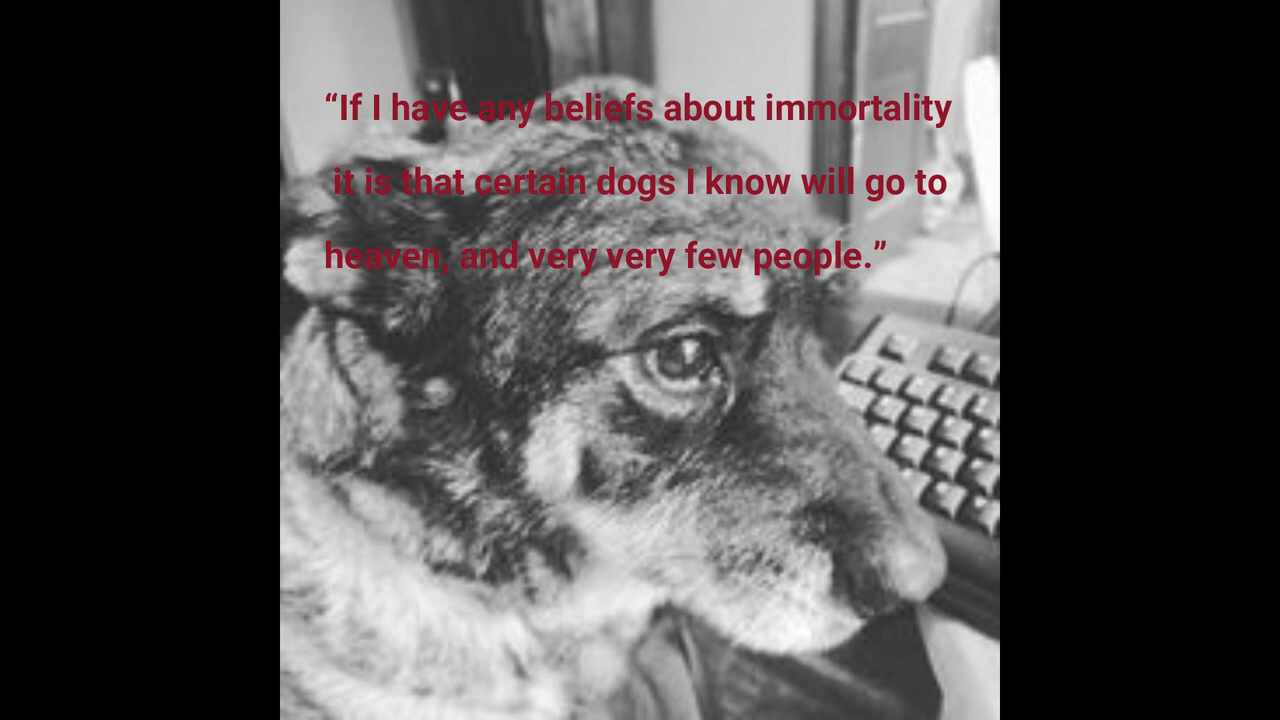 “If I have any beliefs about immortality
it is that certain dogs I know will go to
heaven, and very very few people.”